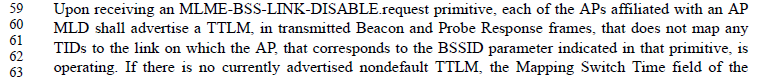 59 Upon receiving an MLME-BSS-LINK-DISABLE.request primitive, each of the APs affiliated with an AP
60 MLD shall advertise a TTLM, in transmitted Beacon and Probe Response frames, that does not map any
61 TIDs to the link on which the AP, that corresponds to the BSSID parameter indicated in that primitive, is
62 operating. If there is no currently advertised nondefault TTLM, the Mapping Switch Time field of the
63